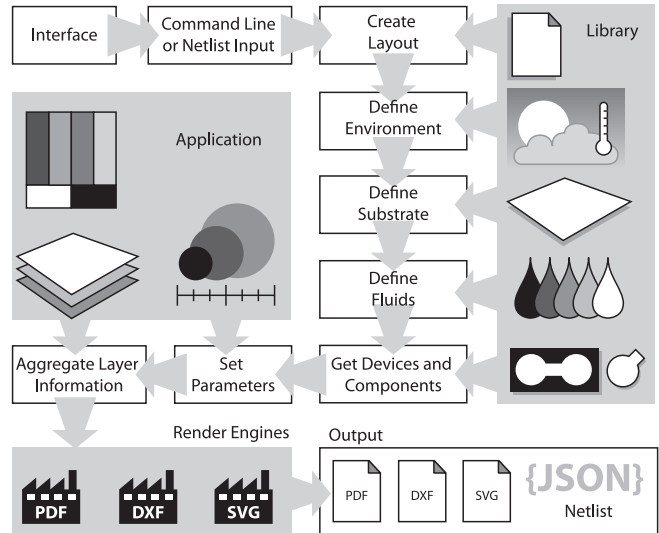 Interface
Command Line
or Netlist Input
Create
Layout
Library
Define
Environment
Application
Define
Substrate
Define
Fluids
Aggregate Layer
Information
Set
Parameters
Get Devices and
Components
Render Engines
Output
PDF
DXF
SVG
PDF
DXF
SVG
{JSON}
Netlist